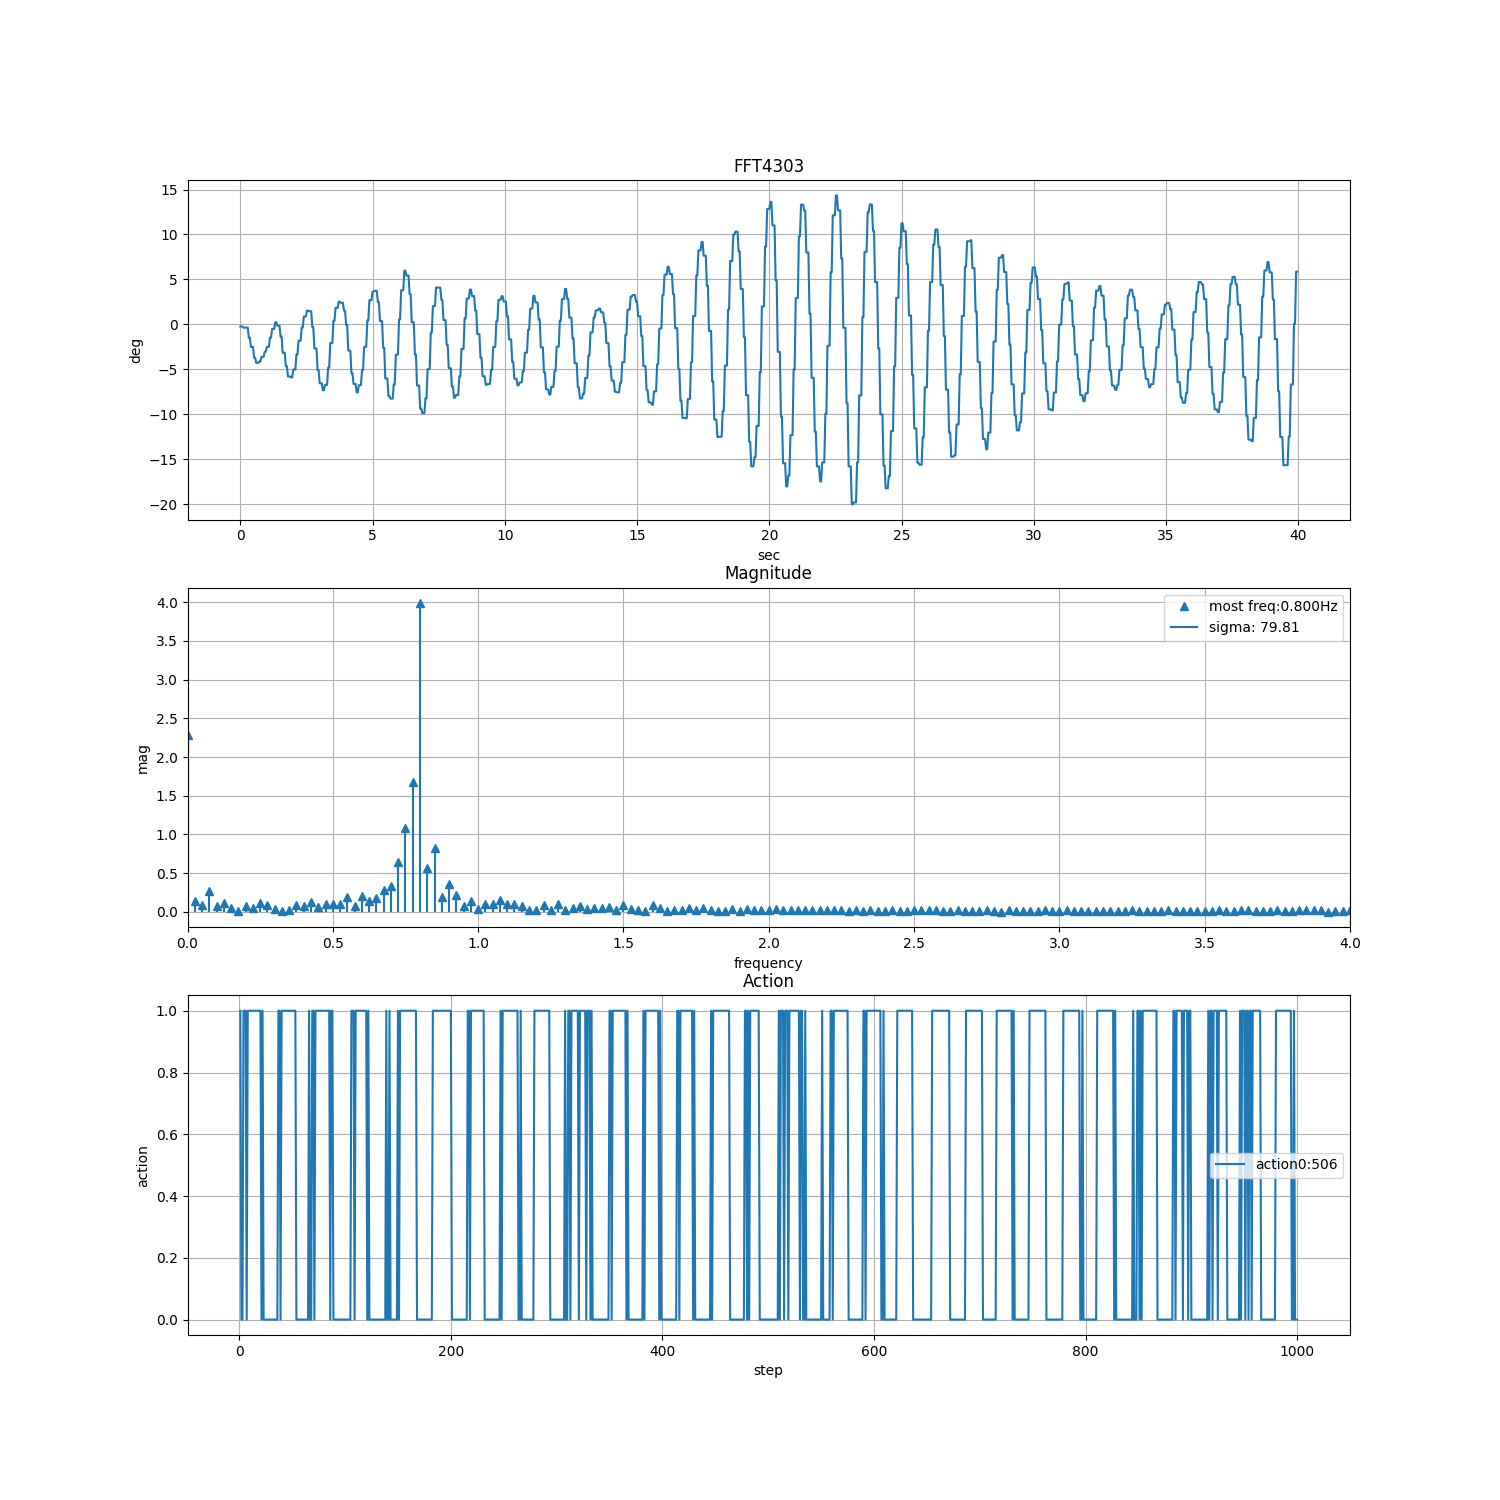 FFT4303
15
10
5
0
−5
−10
−15
−20
deg
0 5 10 15 20 25 30 35 40
sec
Magnitude
4.0
3.5
3.0
2.5
2.0
1.5
1.0
0.5
0.0
mag
most freq:0.800Hz
sigma: 79.81
0.0 0.5 1.0 1.5 2.0 2.5 3.0 3.5 4.0
frequency
Action
1.0
0.8
0.6
0.4
0.2
0.0
action
action0:506
0 200 400 600 800 1000
step